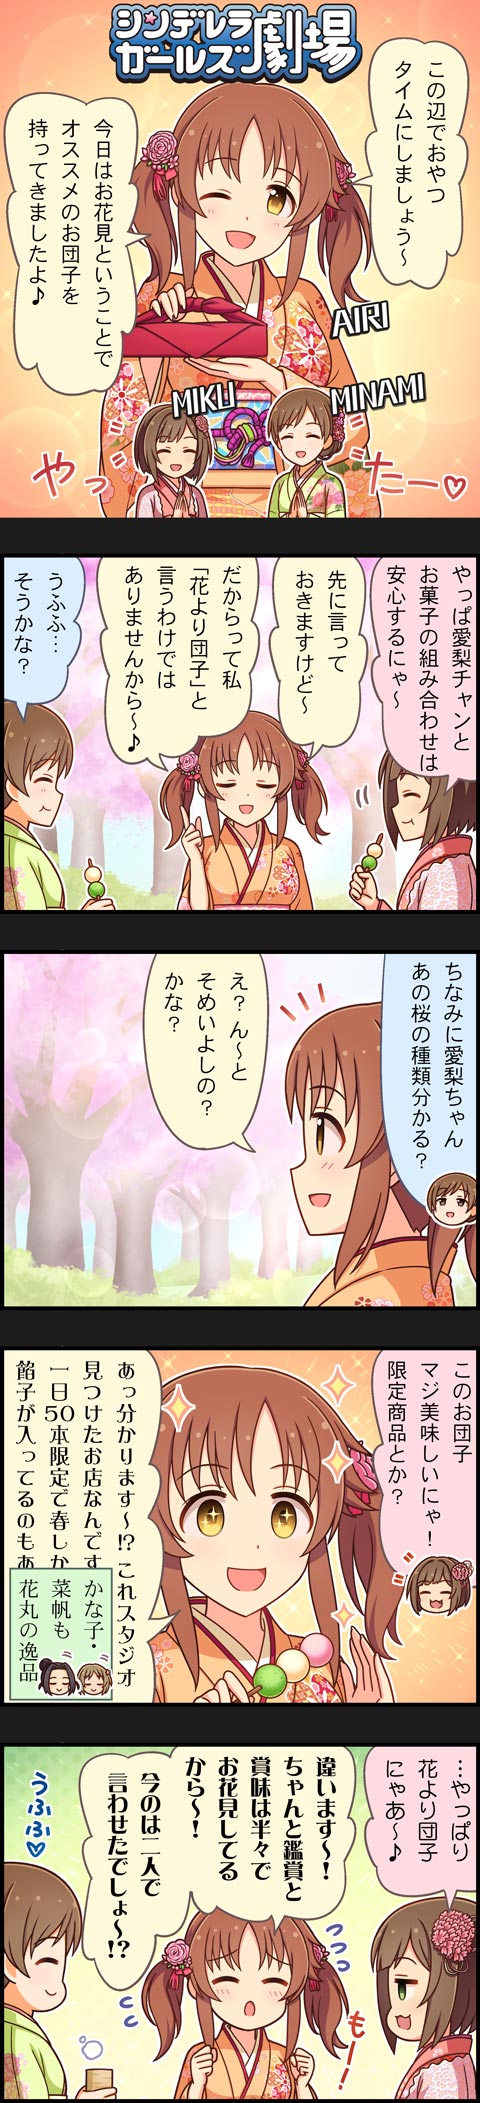 シンデレラ
ガールズ劇場
この辺でおやつ
タイムにしましょう～
今日はお花見ということで
オススメのお団子を
持ってきましたよ♪
AIRI
MIKU
MINAMI
やっ
たー♡
やっぱ愛梨チャンと
お菓子の組み合わせは
安心するにゃ～
先に言って
おきますけど～
だからって私
「花より団子」と
言うわけでは
ありませんから～♪
うふふ…
そうかな？
ちなみに愛梨ちゃん
あの桜の種類分かる？
え？ん～と
そめいよしの？
かな？
このお団子
マジ美味しいにゃ！
限定商品とか？
あっ分かります～!?これスタジオ
見つけたお店なんです
一日50本限定で春しか
餡子が入ってるのもあ
かな子・
菜帆も
花丸の逸品
…やっぱり
花より団子
にゃあ～♪
違います～！
ちゃんと鑑賞と
賞味は半々で
お花見してる
から～！
今のは二人で
言わせたでしょ～!?
うふふ♡
つつっ
もー！